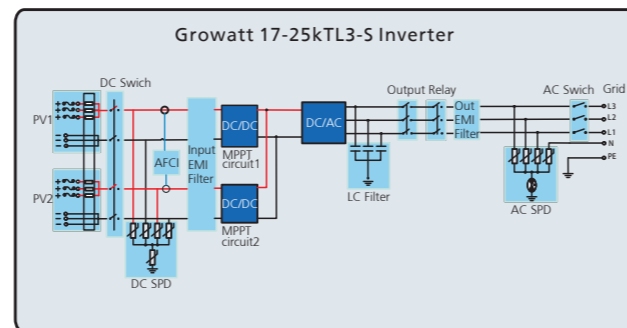 Growatt 17-25kTL3-S Inverter
DC Swich
Output Relay
AC Swich
Grid
PV1
PV2
AFCI
Input
EMI
Filter
DC/DC
MPPT
circuit1
DC/DC
MPPT
circuit2
DC/AC
LC Filter
Out
EMI
Filter
L3
L2
L1
N
PE
DC SPD
AC SPD